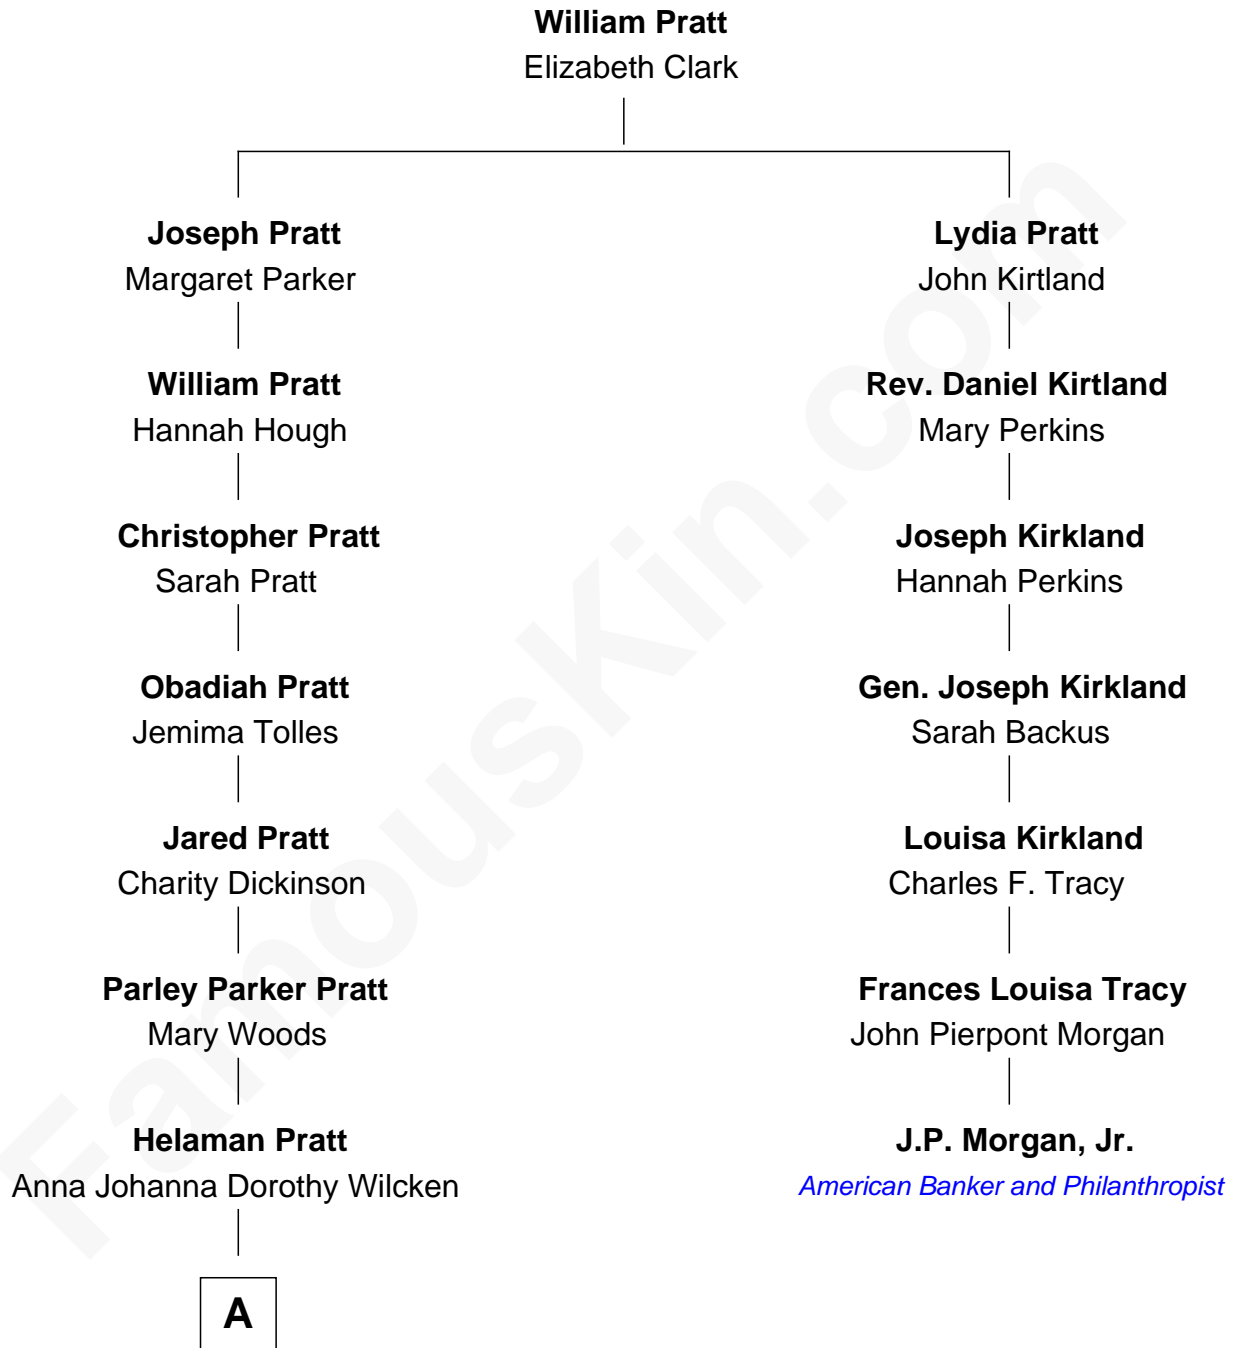 William Pratt
Elizabeth Clark
Joseph Pratt
Margaret Parker
Lydia Pratt
John Kirtland
William Pratt
Hannah Hough
Rev. Daniel Kirtland
Mary Perkins
Christopher Pratt
Sarah Pratt
Joseph Kirkland
Hannah Perkins
Obadiah Pratt
Jemima Tolles
Gen. Joseph Kirkland
Sarah Backus
Jared Pratt
Charity Dickinson
Louisa Kirkland
Charles F. Tracy
Parley Parker Pratt
Mary Woods
Frances Louisa Tracy
John Pierpont Morgan
Helaman Pratt
Anna Johanna Dorothy Wilcken
J.P. Morgan, Jr.
American Banker and Philanthropist
A
FamousKin.com